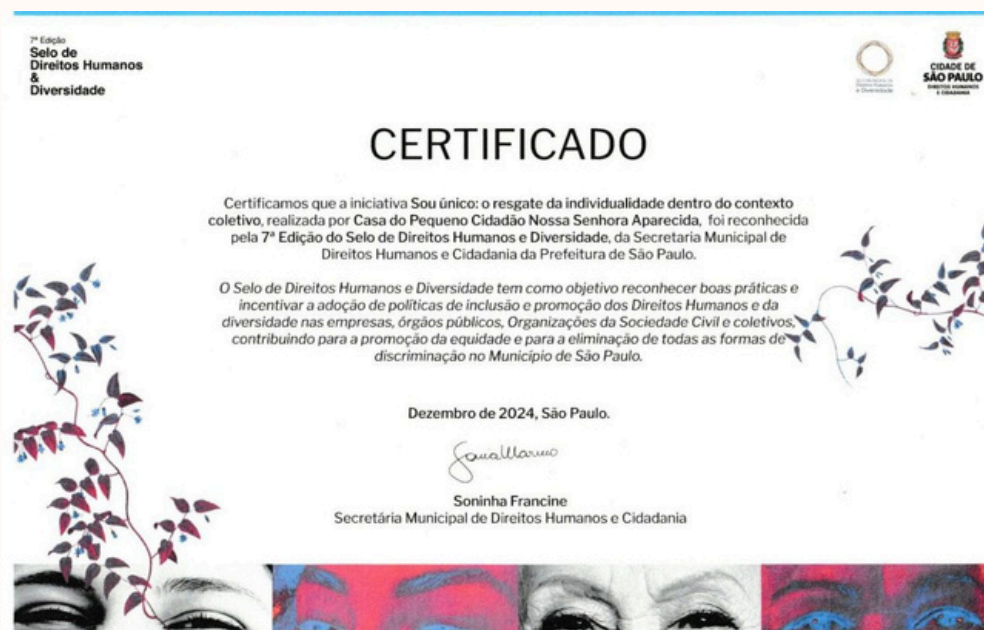 7ª Edição
Selo de
Direitos Humanos
&
Diversidade
CIDADE DE
SÃO PAULO
DIREITOS HUMANOS
E CIDADANIA
CERTIFICADO
Certificamos que a iniciativa Sou único: o resgate da individualidade dentro do contexto
coletivo, realizada por Casa do Pequeno Cidadão Nossa Senhora Aparecida, foi reconhecida
pela 7ª Edição do Selo de Direitos Humanos e Diversidade, da Secretaria Municipal de
Direitos Humanos e Cidadania da Prefeitura de São Paulo.
O Selo de Direitos Humanos e Diversidade tem como objetivo reconhecer boas práticas e
incentivar a adoção de políticas de inclusão e promoção dos Direitos Humanos e da
diversidade nas empresas, órgãos públicos, Organizações da Sociedade Civil e coletivos,
contribuindo para a promoção da equidade e para a eliminação de todas as formas de
discriminação no Município de São Paulo.
Dezembro de 2024, São Paulo.
Soninha Francine
Secretária Municipal de Direitos Humanos e Cidadania